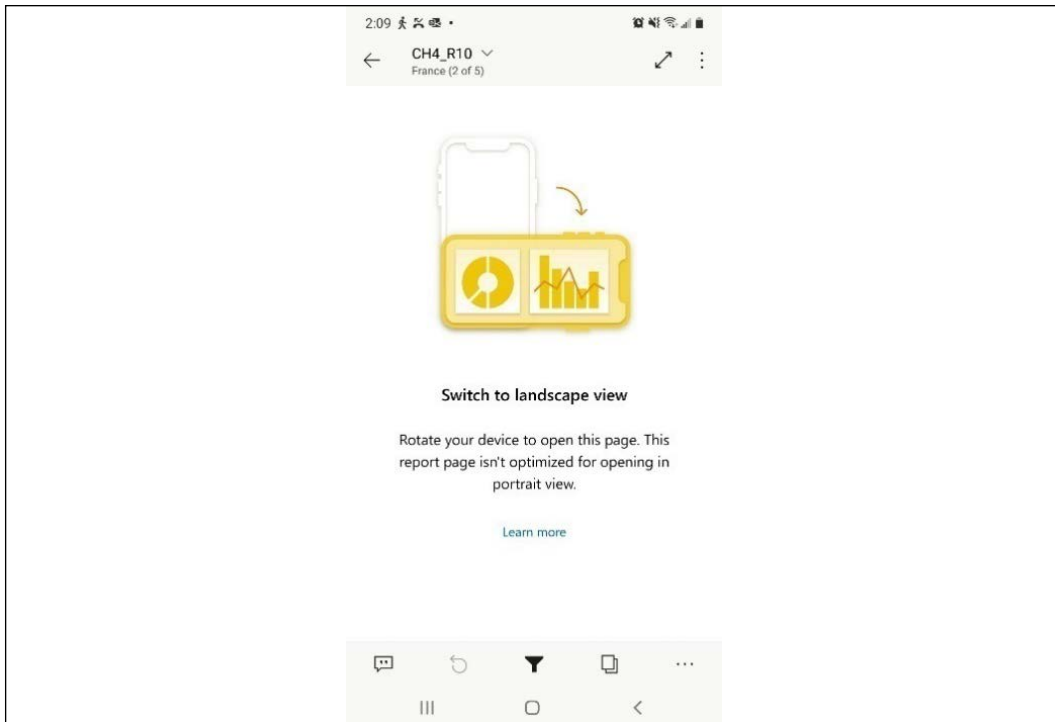 2:09
CH4_R10
France (2 of 5)
Switch to landscape view
Rotate your device to open this page. This
report page isn't optimized for opening in
portrait view.
Learn more